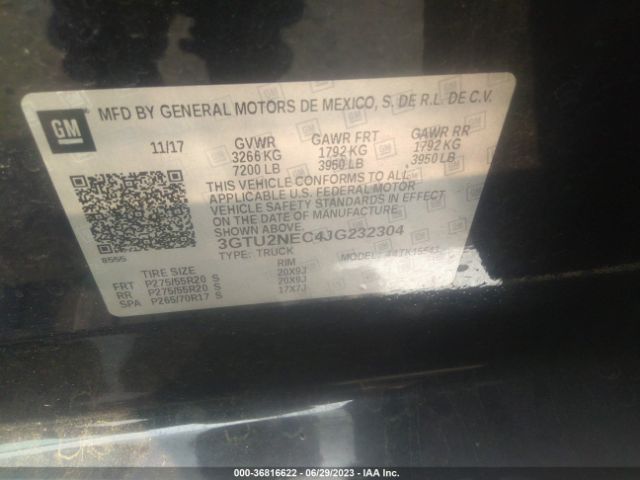 MFD BY GENERAL MOTORS DE MEXICO, S. DE R.L. DE C.V.
GM
11/17 GVWR GAWR FRT GAWR RR
3266 KG 1792 KG 1792 KG
7200 LB 3950 LB 3950 LB
THIS VEHICLE CONFORMS TO ALL
APPLICABLE U.S. FEDERAL MOTOR
VEHICLE SAFETY STANDARDS IN EFFECT
ON THE DATE OF MANUFACTURE
SHOWN ABOVE.
3GTU2NEC4JG232304
8555 TYPE: TRUCK MODEL:
TIRE SIZE RIM
FRT P275/55R20 S 20X9J
RR P275/55R20 S 20X9J
SPA P265/70R17 S 17X7J
000-36816622 - 06/29/2023 - IAA Inc.